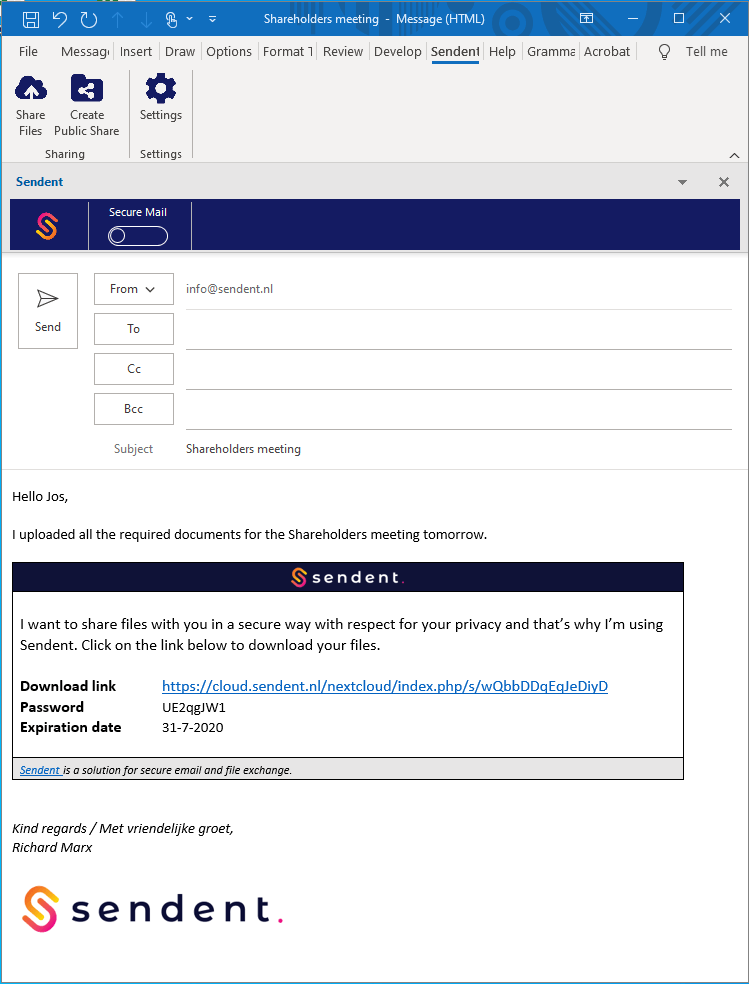 Shareholders meeting - Message (HTML)
File Messag Insert Draw Options Format T Review Develop Sendent Help Gramma Acrobat Tell me
Share Files
Create Public Share
Settings
Sharing
Settings
Sendent
Secure Mail
Send
From info@sendent.nl
To
Cc
Bcc
Subject Shareholders meeting
Hello Jos,
I uploaded all the required documents for the Shareholders meeting tomorrow.
sendent.
I want to share files with you in a secure way with respect for your privacy and that's why I'm using
Sendent. Click on the link below to download your files.
Download link https://cloud.sendent.nl/nextcloud/index.php/s/wQbbDDqEqJeDiyD
Password UE2qgJW1
Expiration date 31-7-2020
Sendent is a solution for secure email and file exchange.
Kind regards / Met vriendelijke groet,
Richard Marx
sendent.